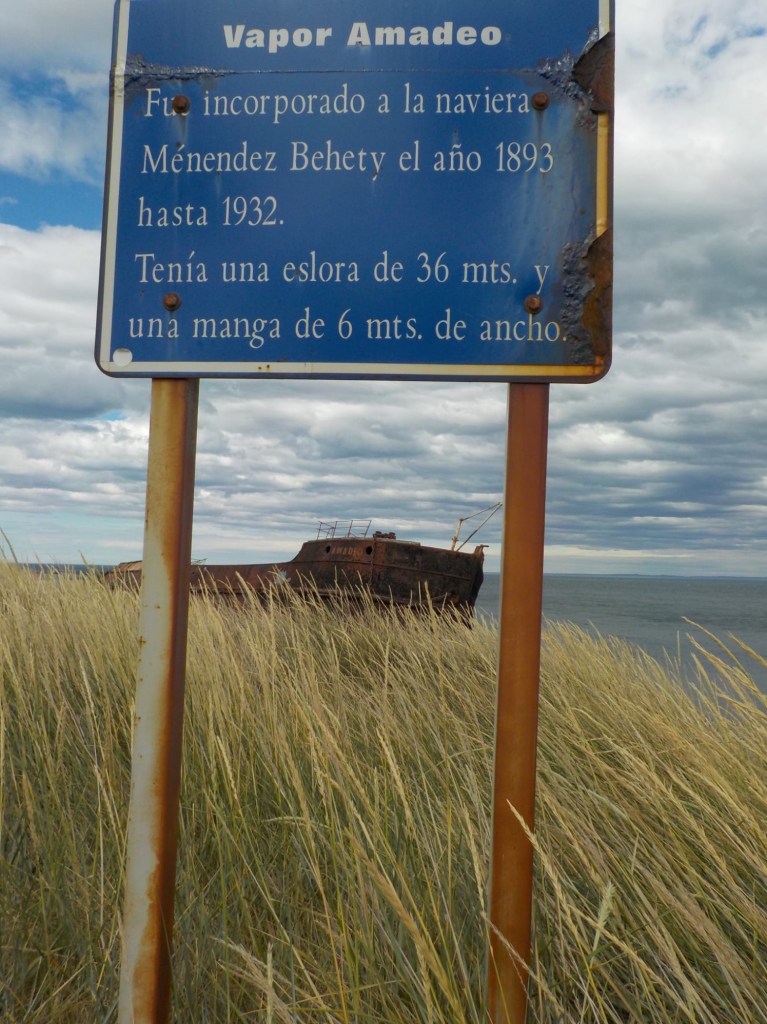 Vapor Amadeo
Fue incorporado a la naviera
Ménendez Behety el año 1893
hasta 1932.
Tenía una eslora de 36 mts. y
una manga de 6 mts. de ancho.